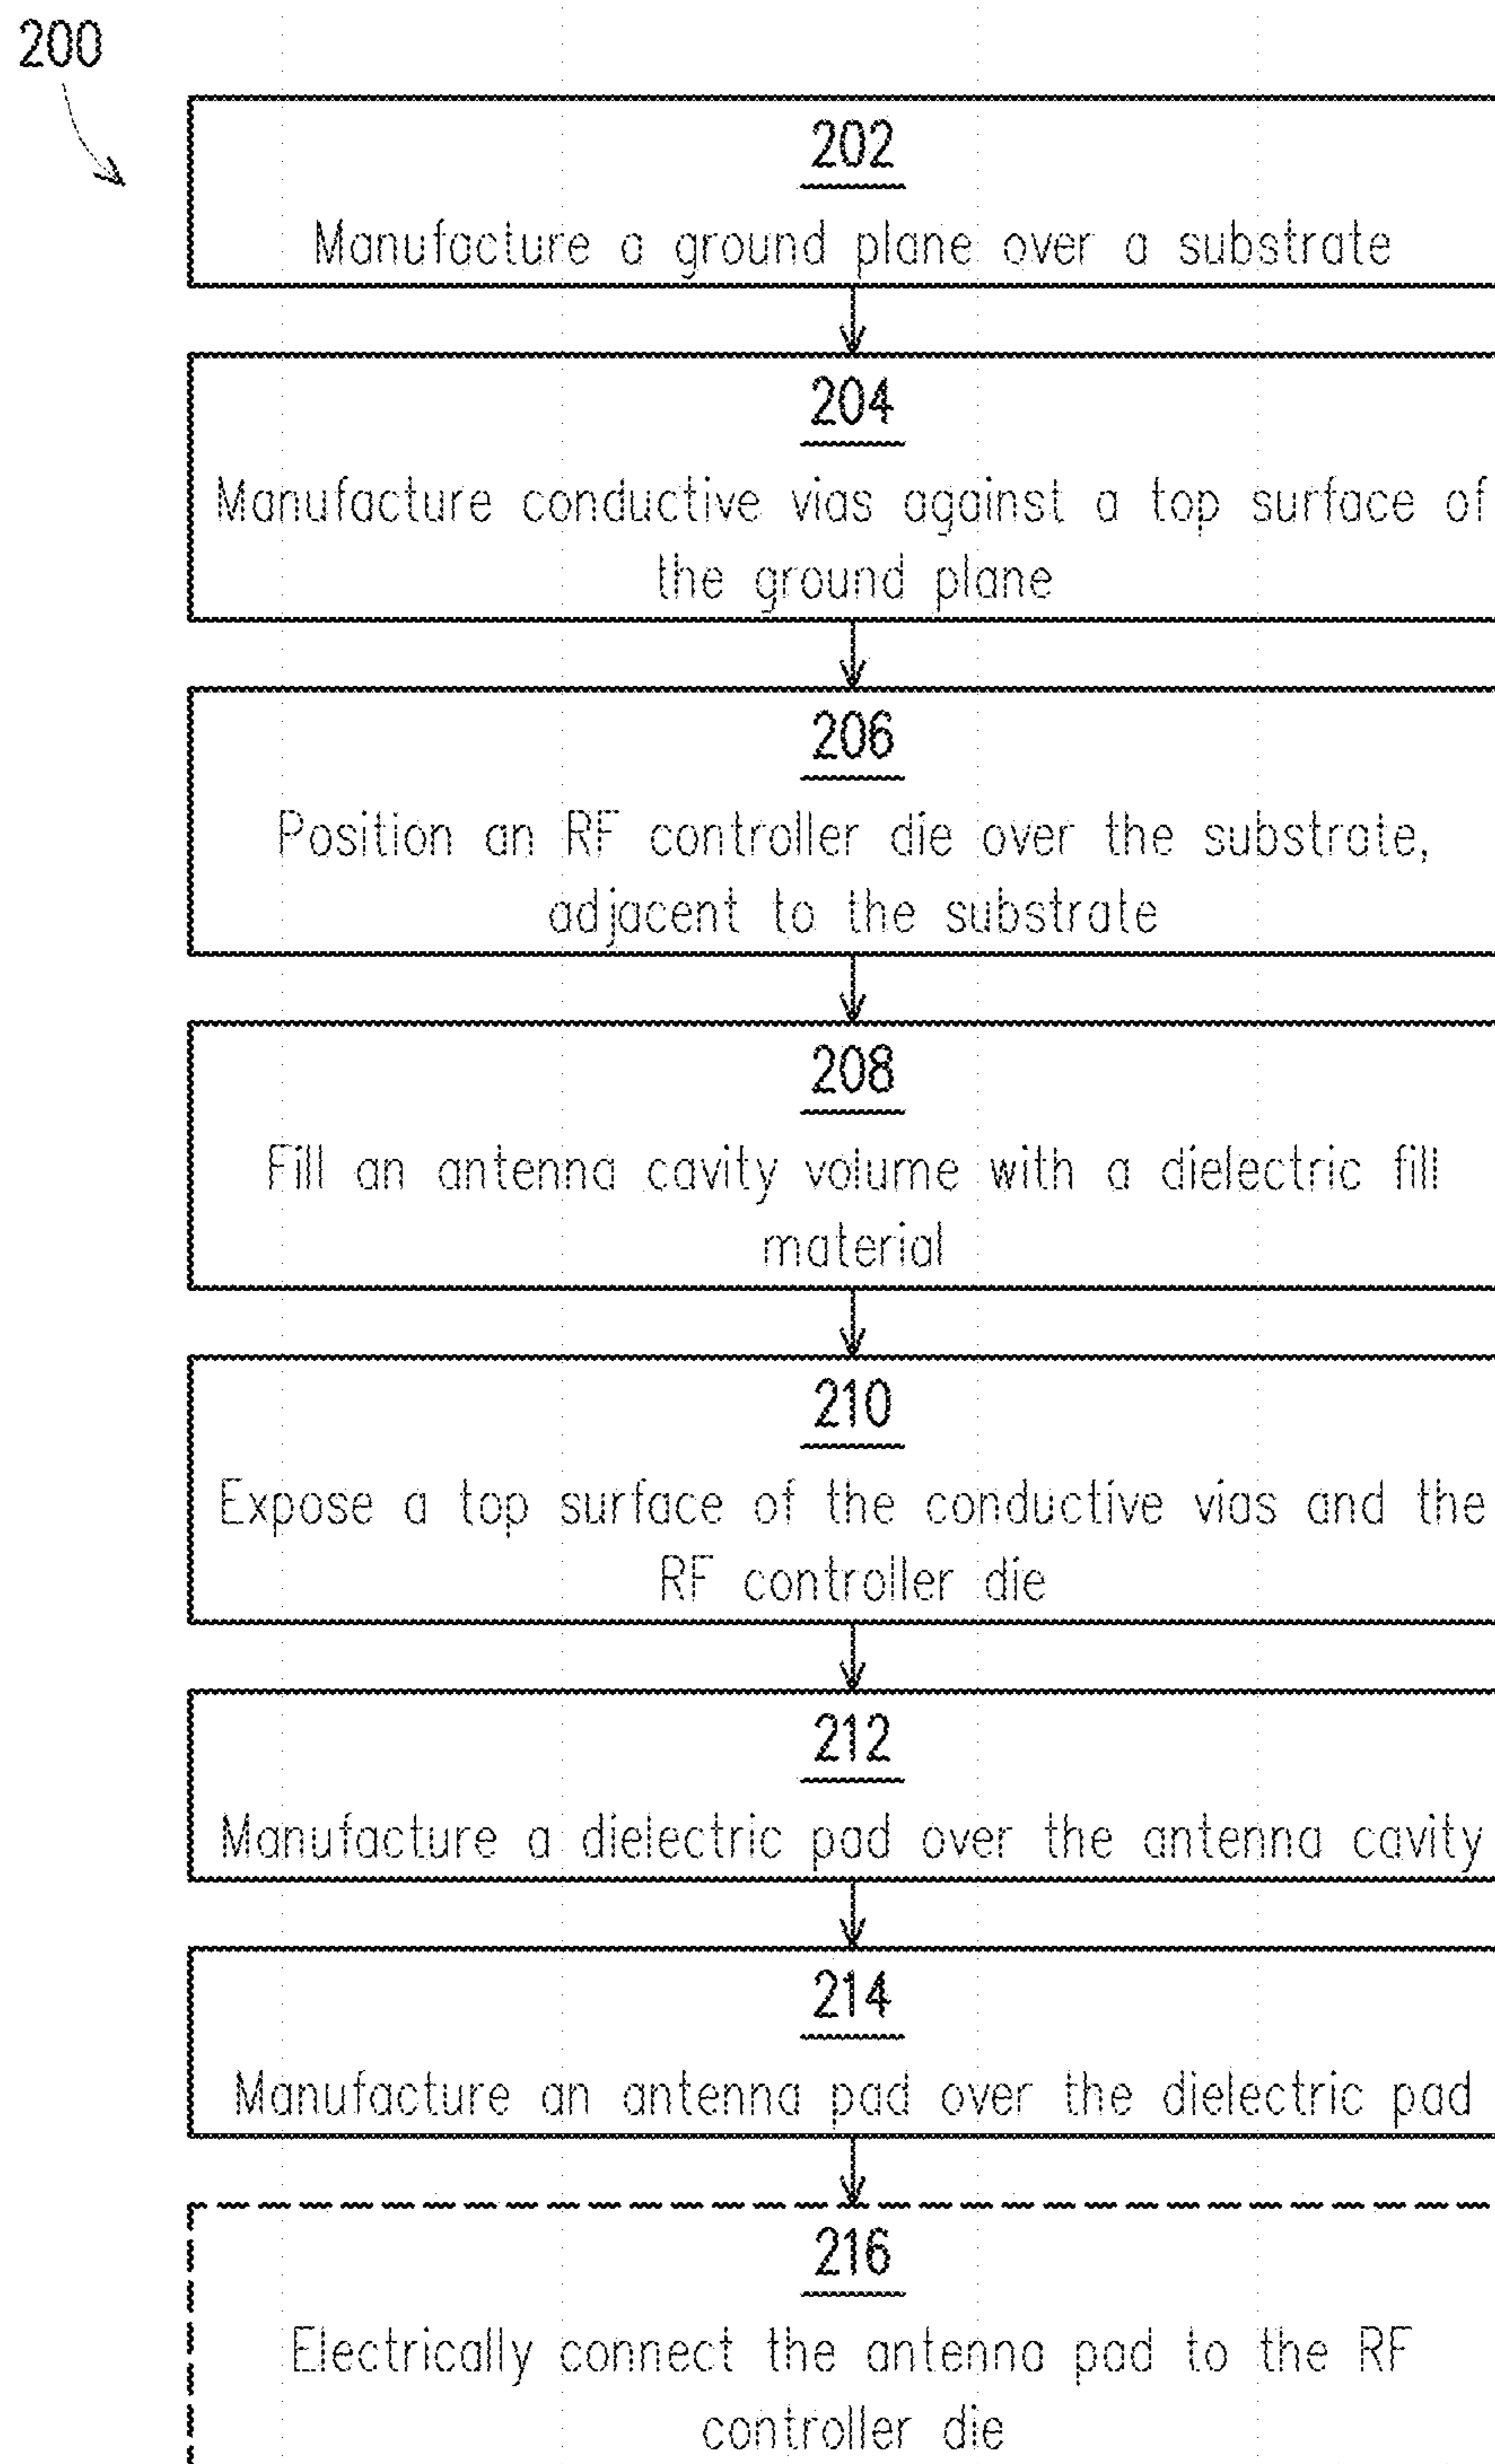 200
202
Manufacture a ground plane over a substrate
204
Manufacture conductive vias against a top surface of
the ground plane
206
Position an RF controller die over the substrate,
adjacent to the substrate
208
Fill an antenna cavity volume with a dielectric fill
material
210
Expose a top surface of the conductive vias and the
RF controller die
212
Manufacture a dielectric pad over the antenna cavity
214
Manufacture an antenna pad over the dielectric pad
216
Electrically connect the antenna pad to the RF
controller die